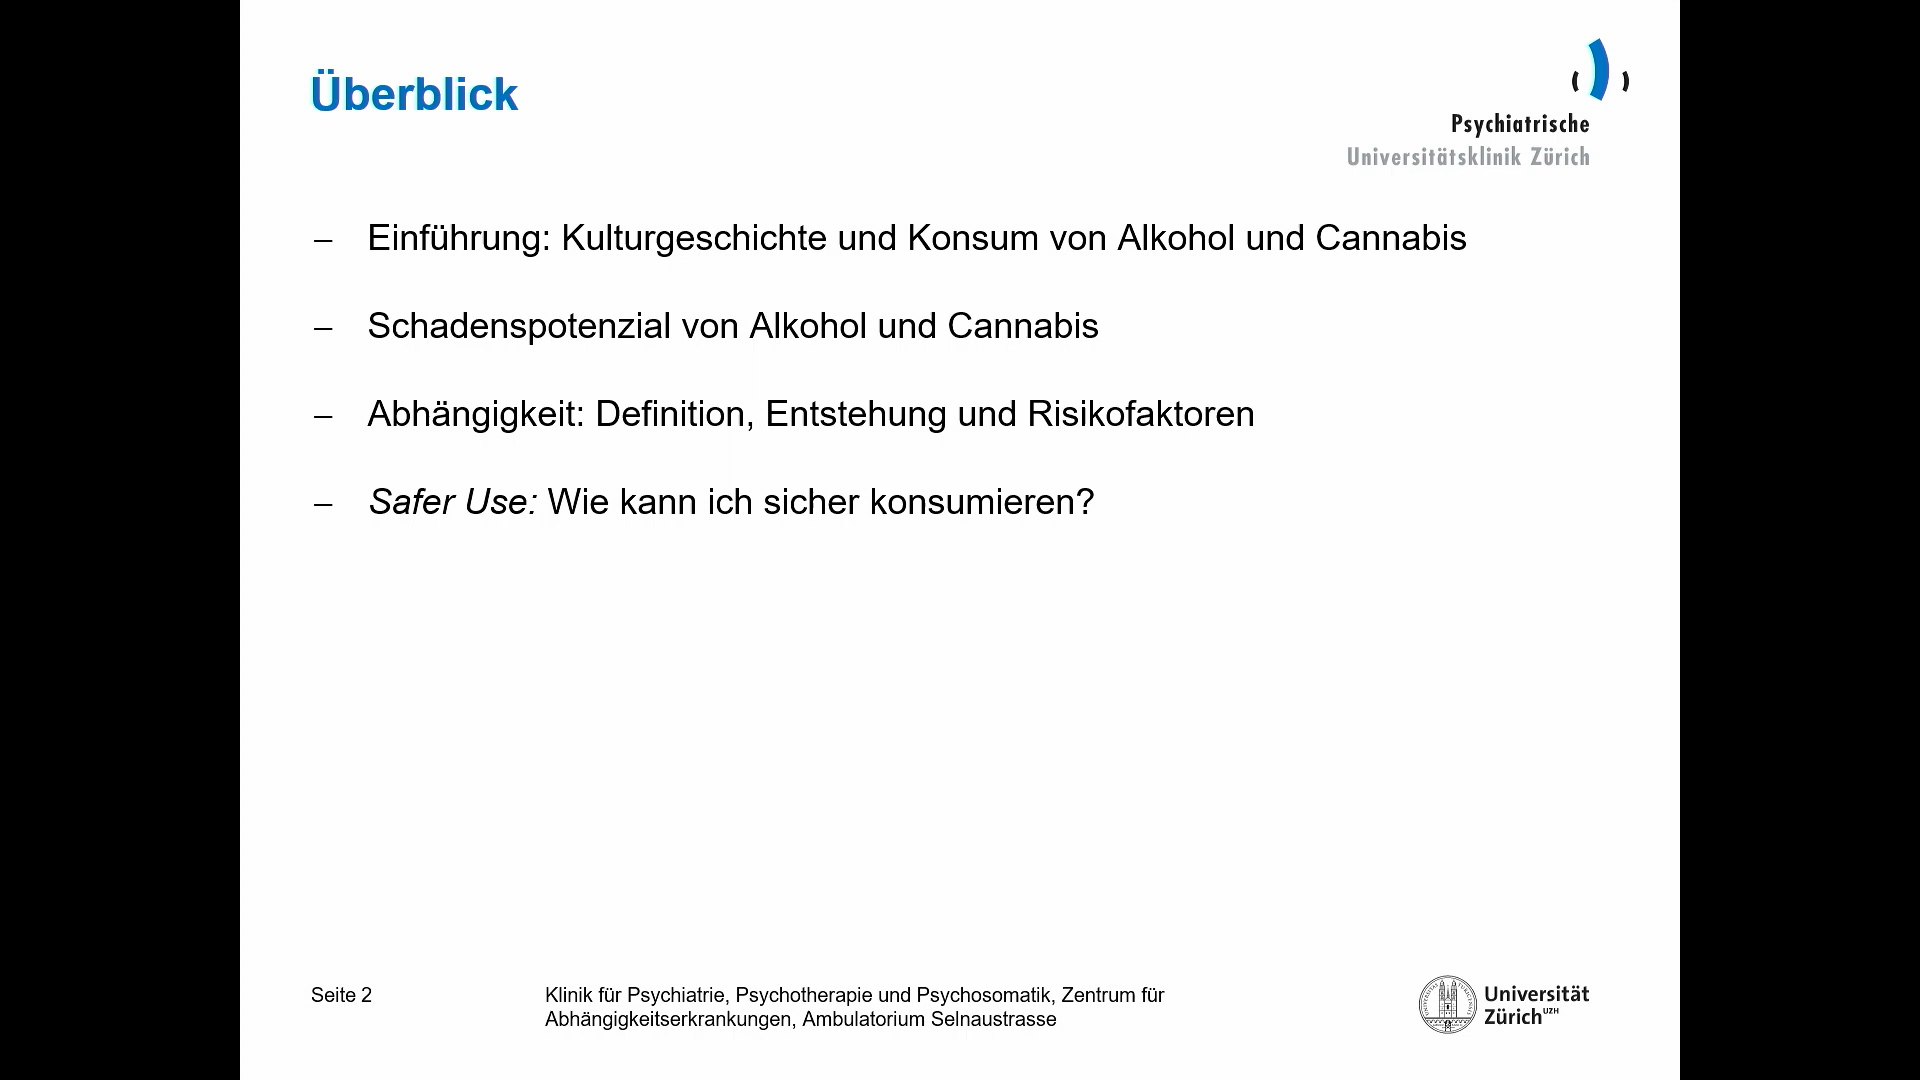 Überblick
Psychiatrische
Universitätsklinik Zürich
– Einführung: Kulturgeschichte und Konsum von Alkohol und Cannabis
– Schadenspotenzial von Alkohol und Cannabis
– Abhängigkeit: Definition, Entstehung und Risikofaktoren
– Safer Use: Wie kann ich sicher konsumieren?
Seite 2
Klinik für Psychiatrie, Psychotherapie und Psychosomatik, Zentrum für
Abhängigkeitserkrankungen, Ambulatorium Selnaustrasse
Universität
Zürich UZH